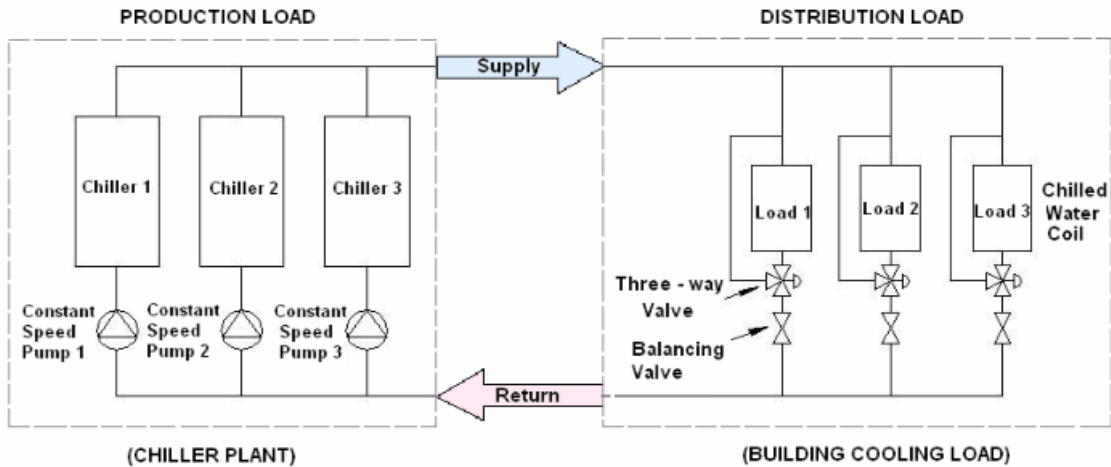 PRODUCTION LOAD
DISTRIBUTION LOAD
Supply
Chiller 1
Chiller 2
Chiller 3
Load 1
Load 2
Load 3
Chilled
Water
Coil
Three - way
Valve
Constant
Speed
Pump 1
Constant
Speed
Pump 2
Constant
Speed
Pump 3
Balancing
Valve
Return
(CHILLER PLANT)
(BUILDING COOLING LOAD)